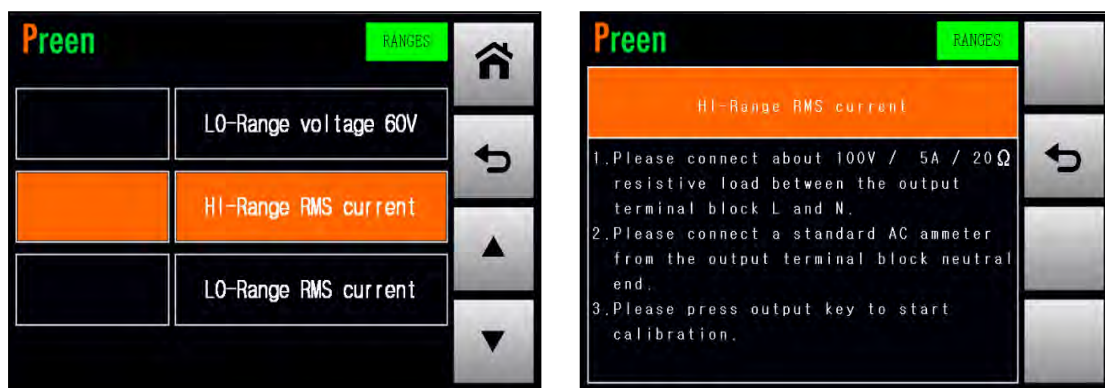 Preen
RANGES
LO-Range voltage 60V
HI-Range RMS current
LO-Range RMS current
Preen
RANGES
HI-Range RMS current
1.Please connect about 100V / 5A / 20Ω
resistive load between the output
terminal block L and N.
2.Please connect a standard AC ammeter
from the output terminal block neutral
end.
3.Please press output key to start
calibration.